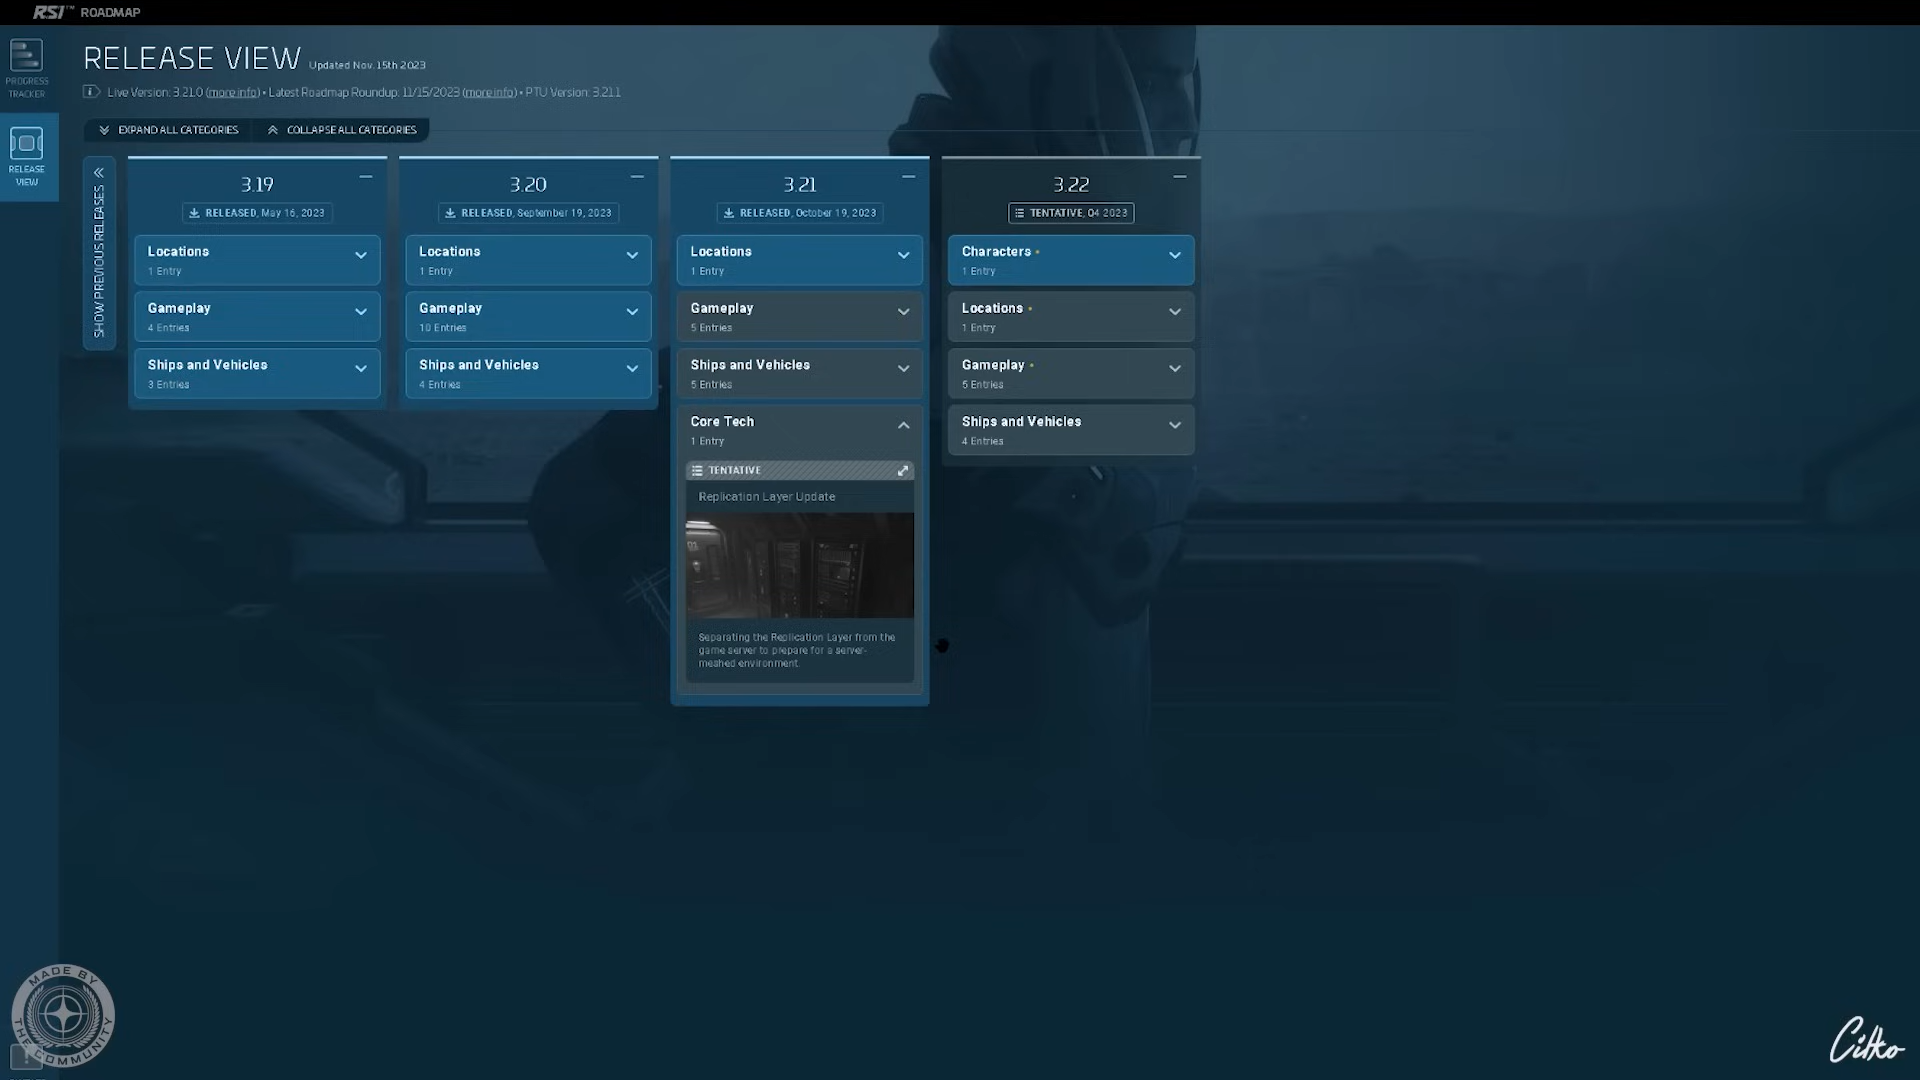 RSI™ ROADMAP
PROGRESS
TRACKER
RELEASE
VIEW
RELEASE VIEW Updated Nov. 15th 2023
Live Version: 3.21.0 (more info) • Latest Roadmap Roundup: 11/15/2023 (more info) • PTU Version: 3.21.1
EXPAND ALL CATEGORIES COLLAPSE ALL CATEGORIES
SHOW PREVIOUS RELEASES
3.19
RELEASED, May 16, 2023
Locations
1 Entry
Gameplay
4 Entries
Ships and Vehicles
3 Entries
3.20
RELEASED, September 19, 2023
Locations
1 Entry
Gameplay
10 Entries
Ships and Vehicles
4 Entries
3.21
RELEASED, October 19, 2023
Locations
1 Entry
Gameplay
5 Entries
Ships and Vehicles
5 Entries
Core Tech
1 Entry
TENTATIVE
Replication Layer Update
Separating the Replication Layer from the
game server to prepare for a server-
meshed environment.
3.22
TENTATIVE, Q4 2023
Characters •
1 Entry
Locations •
1 Entry
Gameplay •
5 Entries
Ships and Vehicles
4 Entries
MADE BY
THE COMMUNITY
Citko